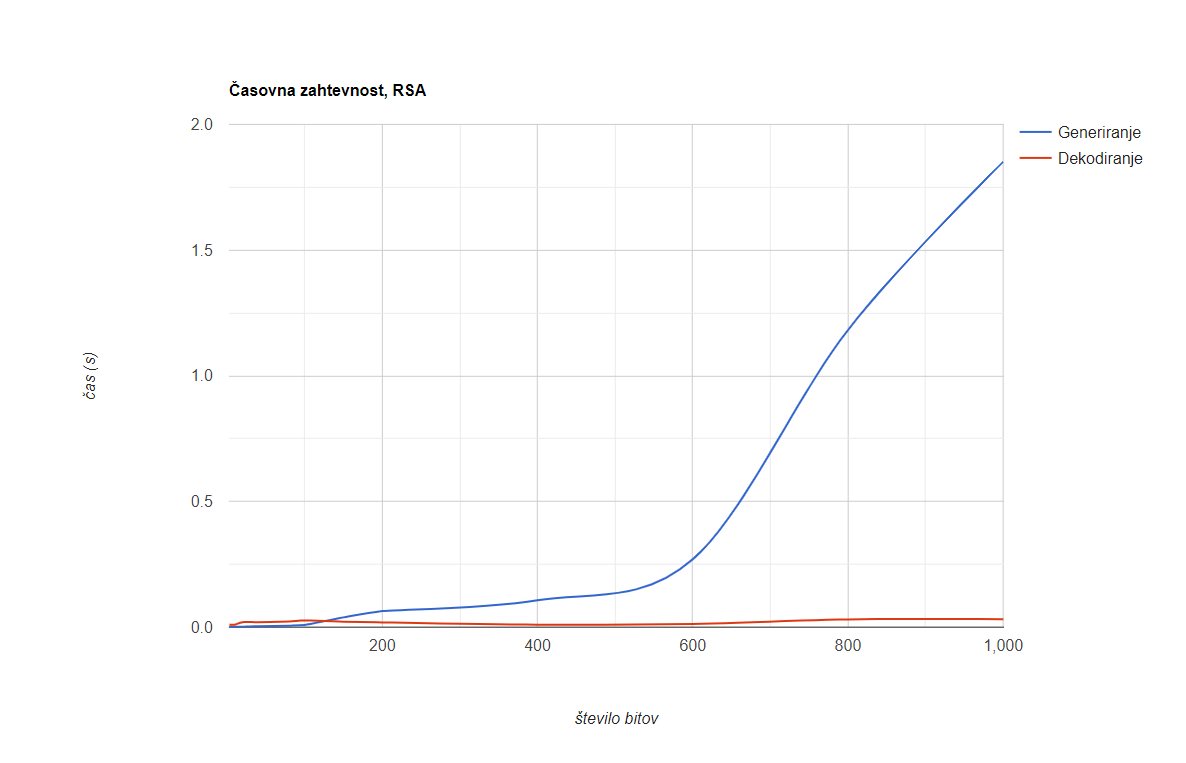 Časovna zahtevnost, RSA
2.0
1.5
1.0
0.5
0.0
čas (s)
200 400 600 800 1,000
število bitov
Generiranje
Dekodiranje